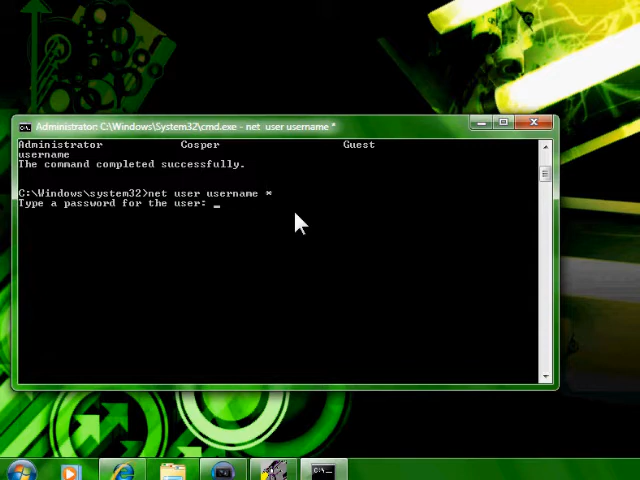 Administrator: C:\Windows\System32\cmd.exe - net  user username *
Administrator            Cosper                   Guest
username
The command completed successfully.
C:\Windows\system32>net user username *
Type a password for the user: _
C:\_